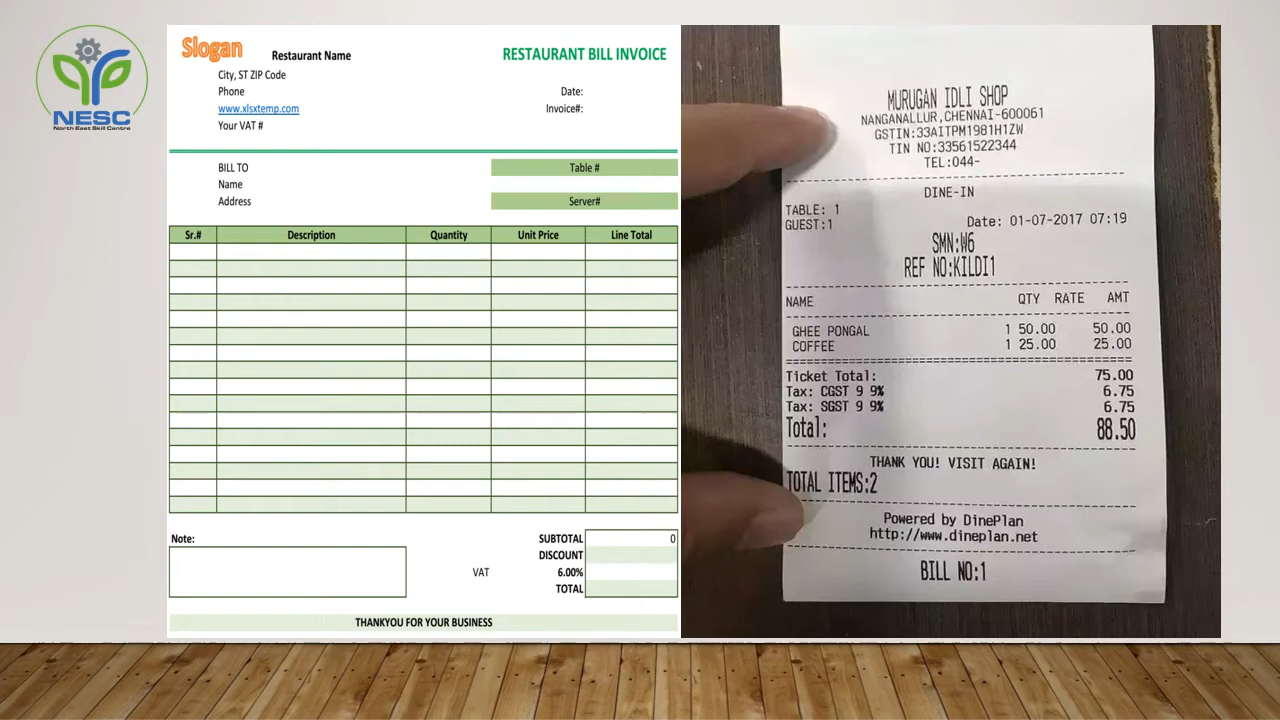 NESC
North East Skill Centre
Slogan
Restaurant Name
RESTAURANT BILL INVOICE
City, ST ZIP Code
Phone
Date:
www.xlsxtemp.com
Invoice#:
Your VAT #
BILL TO
Table #
Name
Address
Server#
Sr.# Description Quantity Unit Price Line Total
Note:
SUBTOTAL 0
DISCOUNT
VAT 6.00%
TOTAL
THANKYOU FOR YOUR BUSINESS
MURUGAN IDLI SHOP
NANGANALLUR,CHENNAI-600061
GSTIN:33AITPM1981H1ZW
TIN NO:33561522344
TEL:044-
DINE-IN
TABLE: 1
GUEST:1
Date: 01-07-2017 07:19
SMN:W6
REF NO:KILDI1
NAME QTY RATE AMT
GHEE PONGAL 1 50.00 50.00
COFFEE 1 25.00 25.00
Ticket Total: 75.00
Tax: CGST 9 9% 6.75
Tax: SGST 9 9% 6.75
Total: 88.50
THANK YOU! VISIT AGAIN!
TOTAL ITEMS:2
Powered by DinePlan
http://www.dineplan.net
BILL NO:1